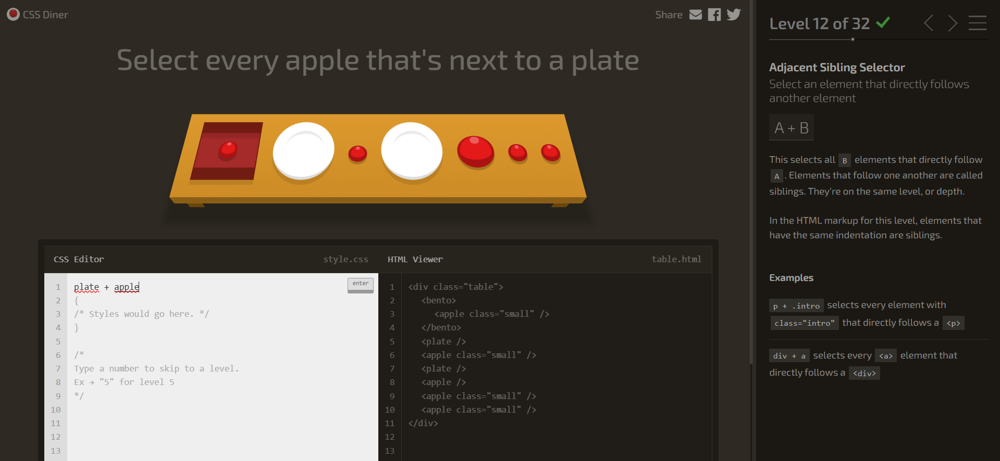 CSS Diner
Share
Select every apple that's next to a plate
CSS Editor style.css
1 plate + apple
enter
2 {
3 /* Styles would go here. */
4 }
5
6 /*
7 Type a number to skip to a level.
8 Ex → "5" for level 5
9 */
10
11
12
13
HTML Viewer table.html
1 <div class="table">
2 <bento>
3 <apple class="small" />
4 </bento>
5 <plate />
6 <apple class="small" />
7 <plate />
8 <apple />
9 <apple class="small" />
10 <apple class="small" />
11 </div>
12
13
Level 12 of 32
Adjacent Sibling Selector
Select an element that directly follows
another element
A + B
This selects all B elements that directly follow
A . Elements that follow one another are called
siblings. They're on the same level, or depth.
In the HTML markup for this level, elements that
have the same indentation are siblings.
Examples
p + .intro selects every element with
class="intro" that directly follows a <p>
div + a selects every <a> element that
directly follows a <div>